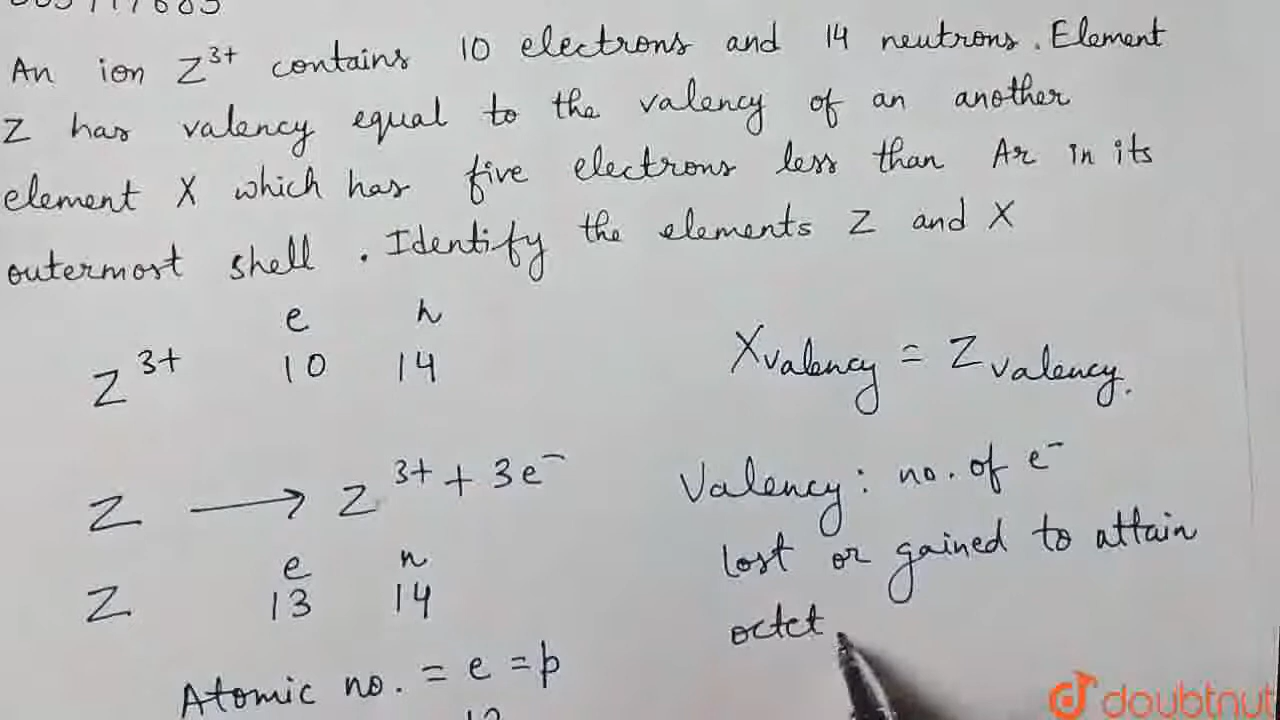 An ion Z3+ contains 10 electrons and 14 neutrons. Element
Z has valency equal to the valency of an another
element X which has five electrons less than Ar in its
outermost shell. Identify the elements Z and X
e n
Z3+ 10 14
Xvalency = Zvalency.
Z → Z3+ + 3e-
e n
Z 13 14
Atomic no. = e = p
Valency: no. of e-
lost or gained to attain
octet
doubtnut